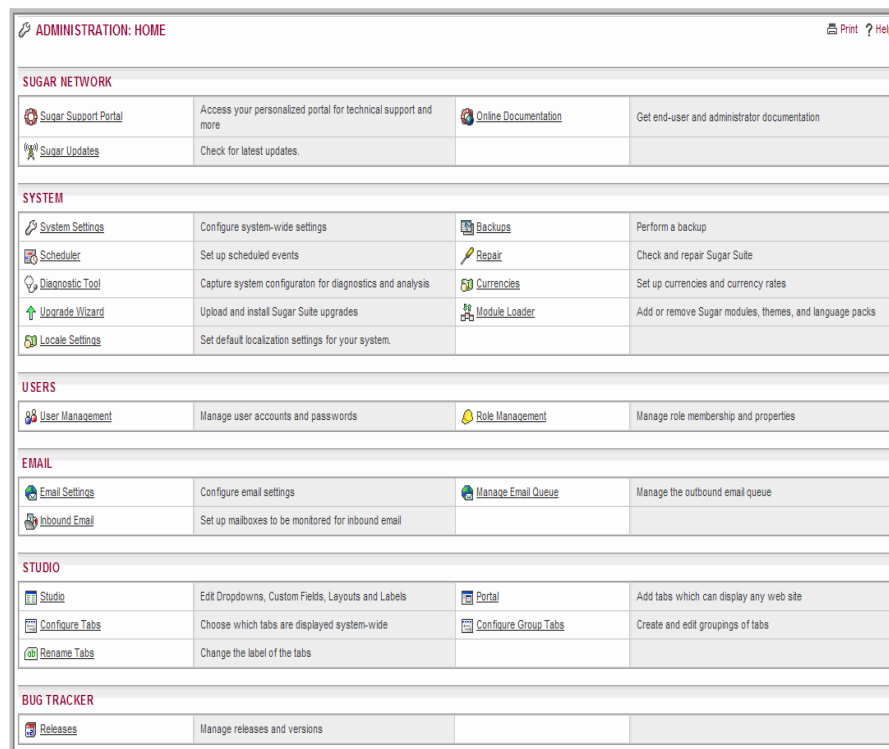 ADMINISTRATION: HOME
Print ? Hel
SUGAR NETWORK
Sugar Support Portal Access your personalized portal for technical support and Online Documentation Get end-user and administrator documentation
more
Sugar Updates Check for latest updates.
SYSTEM
System Settings Configure system-wide settings Backups Perform a backup
Scheduler Set up scheduled events Repair Check and repair Sugar Suite
Diagnostic Tool Capture system configuraton for diagnostics and analysis Currencies Set up currencies and currency rates
Upgrade Wizard Upload and install Sugar Suite upgrades Module Loader Add or remove Sugar modules, themes, and language packs
Locale Settings Set default localization settings for your system.
USERS
User Management Manage user accounts and passwords Role Management Manage role membership and properties
EMAIL
Email Settings Configure email settings Manage Email Queue Manage the outbound email queue
Inbound Email Set up mailboxes to be monitored for inbound email
STUDIO
Studio Edit Dropdowns, Custom Fields, Layouts and Labels Portal Add tabs which can display any web site
Configure Tabs Choose which tabs are displayed system-wide Configure Group Tabs Create and edit groupings of tabs
Rename Tabs Change the label of the tabs
BUG TRACKER
Releases Manage releases and versions